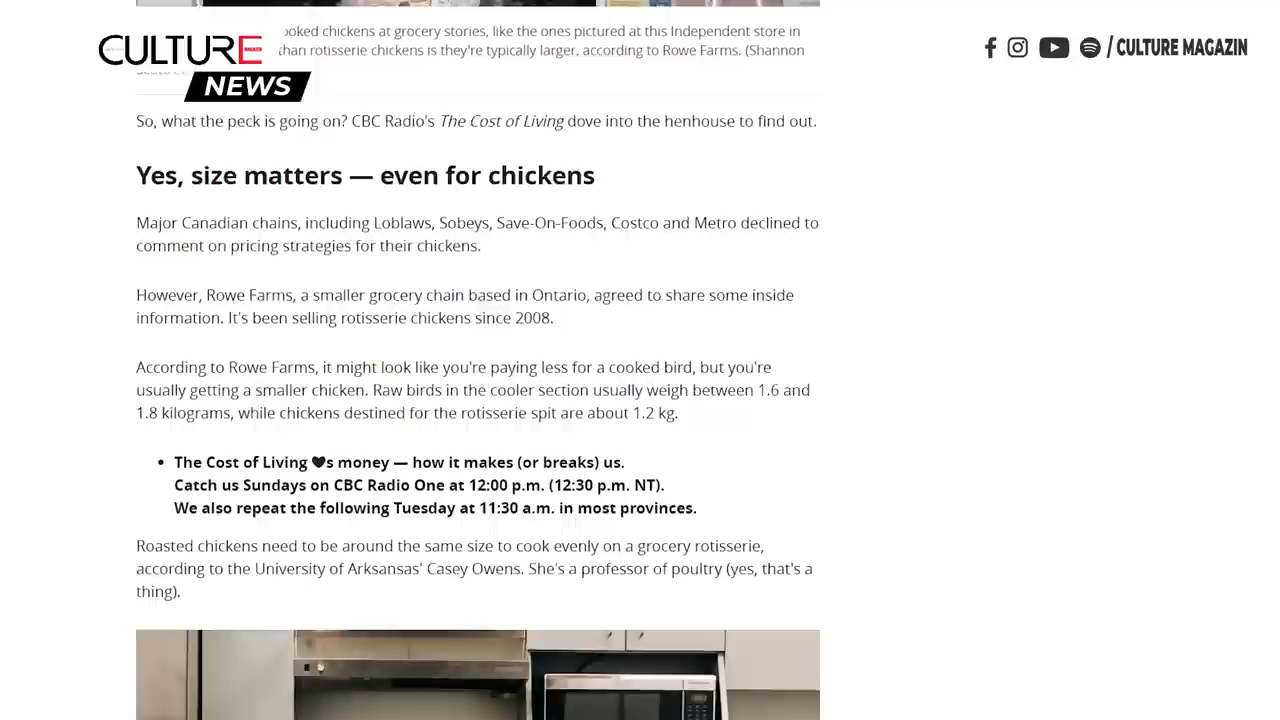 ooked chickens at grocery stories, like the ones pictured at this Independent store in
than rotisserie chickens is they're typically larger, according to Rowe Farms. (Shannon
CULTURE
NEWS
/ CULTURE MAGAZIN
So, what the peck is going on? CBC Radio's The Cost of Living dove into the henhouse to find out.
Yes, size matters — even for chickens
Major Canadian chains, including Loblaws, Sobeys, Save-On-Foods, Costco and Metro declined to
comment on pricing strategies for their chickens.
However, Rowe Farms, a smaller grocery chain based in Ontario, agreed to share some inside
information. It's been selling rotisserie chickens since 2008.
According to Rowe Farms, it might look like you're paying less for a cooked bird, but you're
usually getting a smaller chicken. Raw birds in the cooler section usually weigh between 1.6 and
1.8 kilograms, while chickens destined for the rotisserie spit are about 1.2 kg.
• The Cost of Living ♥s money — how it makes (or breaks) us.
Catch us Sundays on CBC Radio One at 12:00 p.m. (12:30 p.m. NT).
We also repeat the following Tuesday at 11:30 a.m. in most provinces.
Roasted chickens need to be around the same size to cook evenly on a grocery rotisserie,
according to the University of Arksansas' Casey Owens. She's a professor of poultry (yes, that's a
thing).